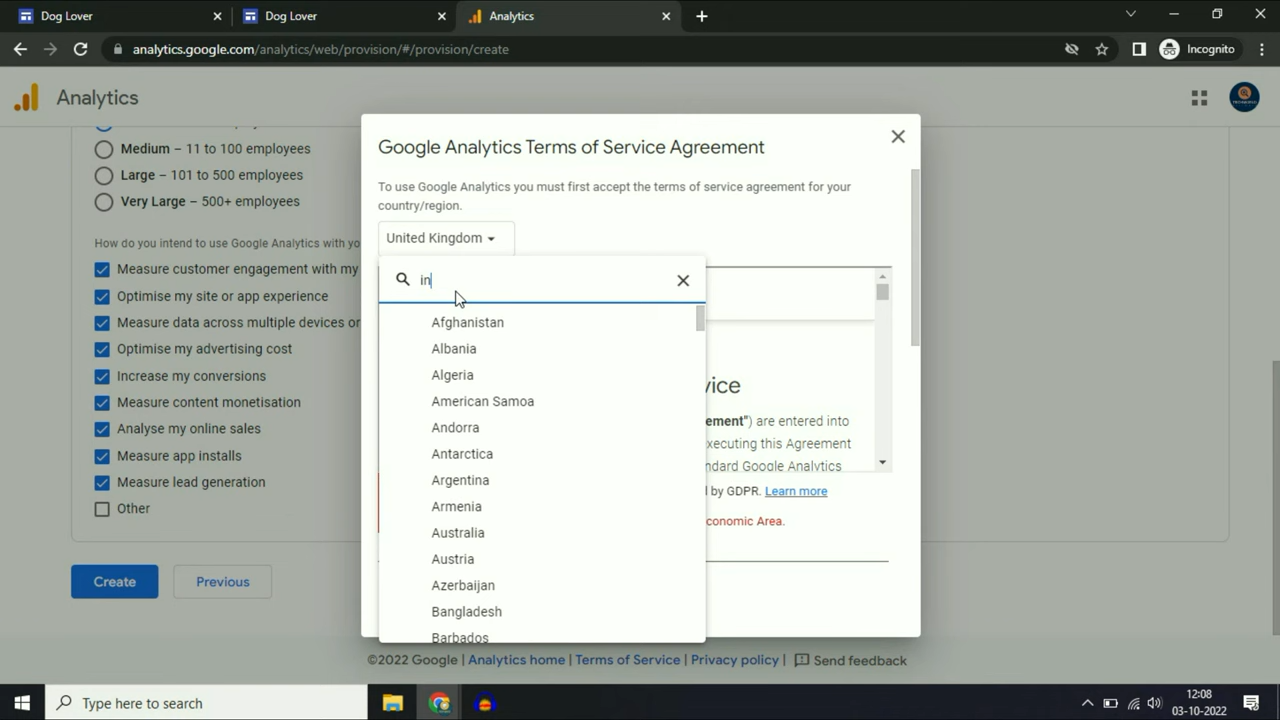 Dog Lover
Dog Lover
Analytics
analytics.google.com/analytics/web/provision/#/provision/create
Incognito
Analytics
Medium – 11 to 100 employees
Large – 101 to 500 employees
Very Large – 500+ employees
How do you intend to use Google Analytics with yo
Measure customer engagement with my
Optimise my site or app experience
Measure data across multiple devices or
Optimise my advertising cost
Increase my conversions
Measure content monetisation
Analyse my online sales
Measure app installs
Measure lead generation
Other
Create
Previous
Google Analytics Terms of Service Agreement
To use Google Analytics you must first accept the terms of service agreement for your
country/region.
United Kingdom
in
Afghanistan
Albania
Algeria
American Samoa
Andorra
Antarctica
Argentina
Armenia
Australia
Austria
Azerbaijan
Bangladesh
Barbados
vice
ement") are entered into
executing this Agreement
ndard Google Analytics
d by GDPR. Learn more
conomic Area.
©2022 Google | Analytics home | Terms of Service | Privacy policy | Send feedback
Type here to search
12:08
03-10-2022